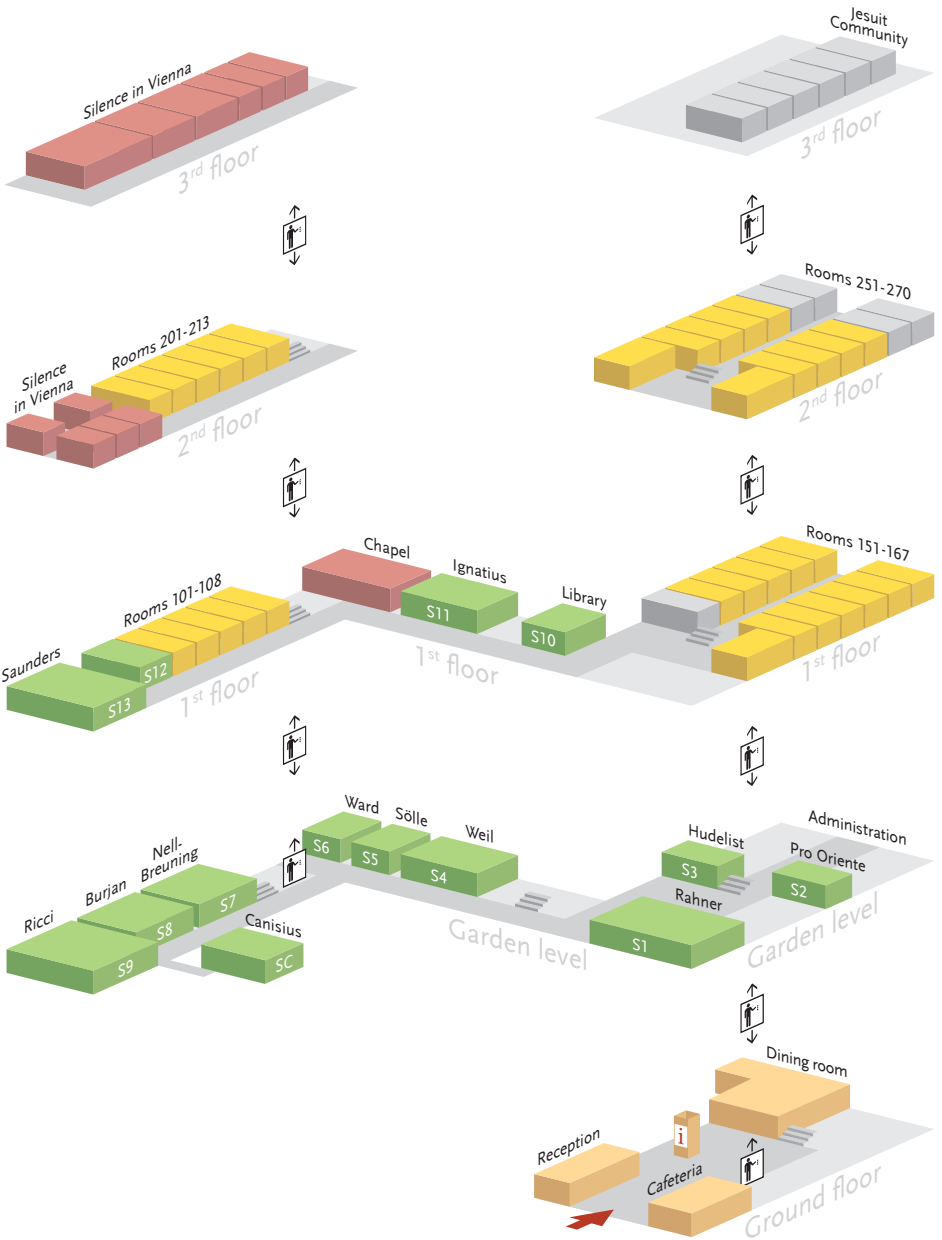 Jesuit
Community
Silence in Vienna
3rd floor
3rd floor
Rooms 251-270
Rooms 201-213
Silence
in Vienna
2nd floor
2nd floor
Rooms 151-167
Chapel
Ignatius
S11
Library
S10
Rooms 101-108
Saunders
S12
S13
1st floor
1st floor
1st floor
Ward
S6
Sölle
S5
Weil
S4
Administration
Hudelist
S3
Pro Oriente
S2
Nell-
Breuning
S7
Burjan
S8
Ricci
S9
Canisius
SC
Rahner
S1
Garden level
Garden level
Dining room
i
Reception
Cafeteria
Ground floor